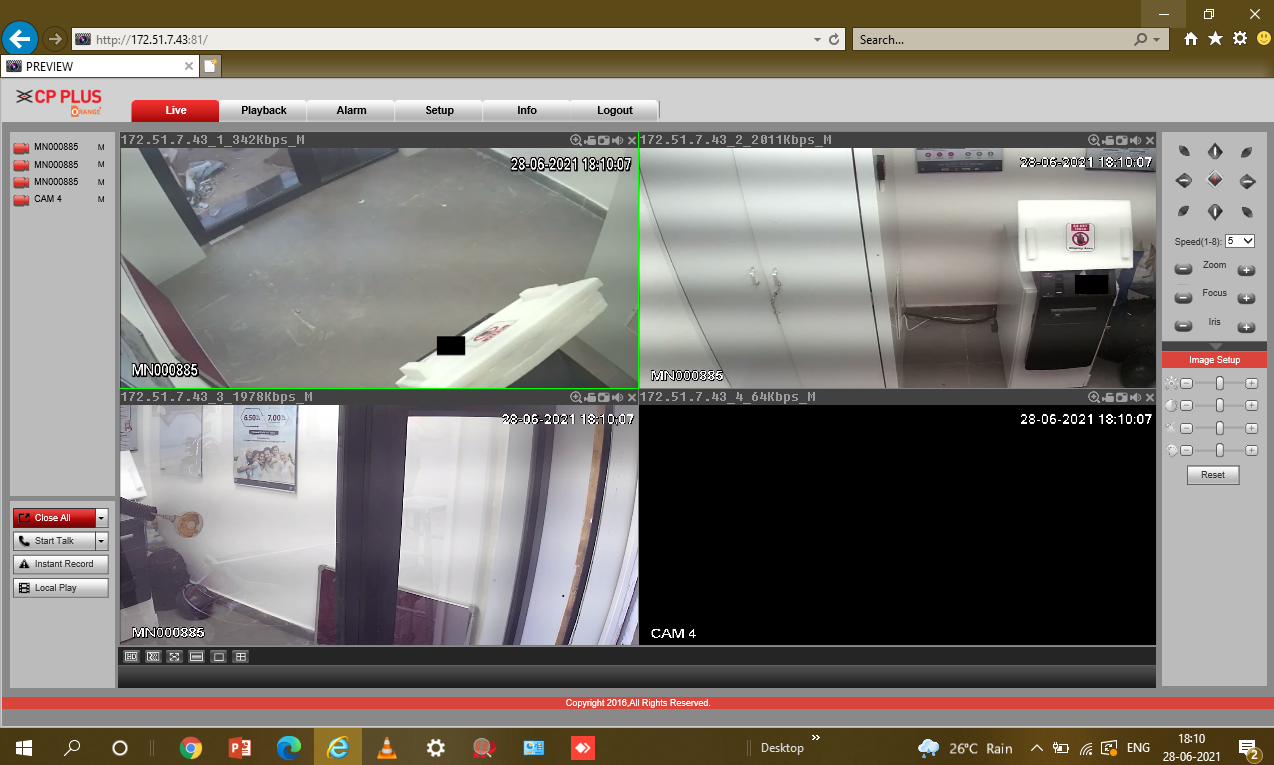 http://172.51.7.43:81/
Search...
PREVIEW
CP PLUS
ORANGE
Live
Playback
Alarm
Setup
Info
Logout
MN000885 M
MN000885 M
MN000885 M
CAM 4 M
Close All
Start Talk
Instant Record
Local Play
172.51.7.43_1_342Kbps_M
28-06-2021 18:10:07
MN000885
172.51.7.43_2_2011Kbps_M
28-06-2021 18:10:07
MN000885
172.51.7.43_3_1978Kbps_M
28-06-2021 18:10:07
6.50% 7.00%
MN000885
172.51.7.43_4_64Kbps_M
28-06-2021 18:10:07
CAM 4
Speed(1-8): 5
Zoom
Focus
Iris
Image Setup
Reset
Copyright 2016,All Rights Reserved.
Desktop
26°C Rain
ENG
18:10
28-06-2021
2